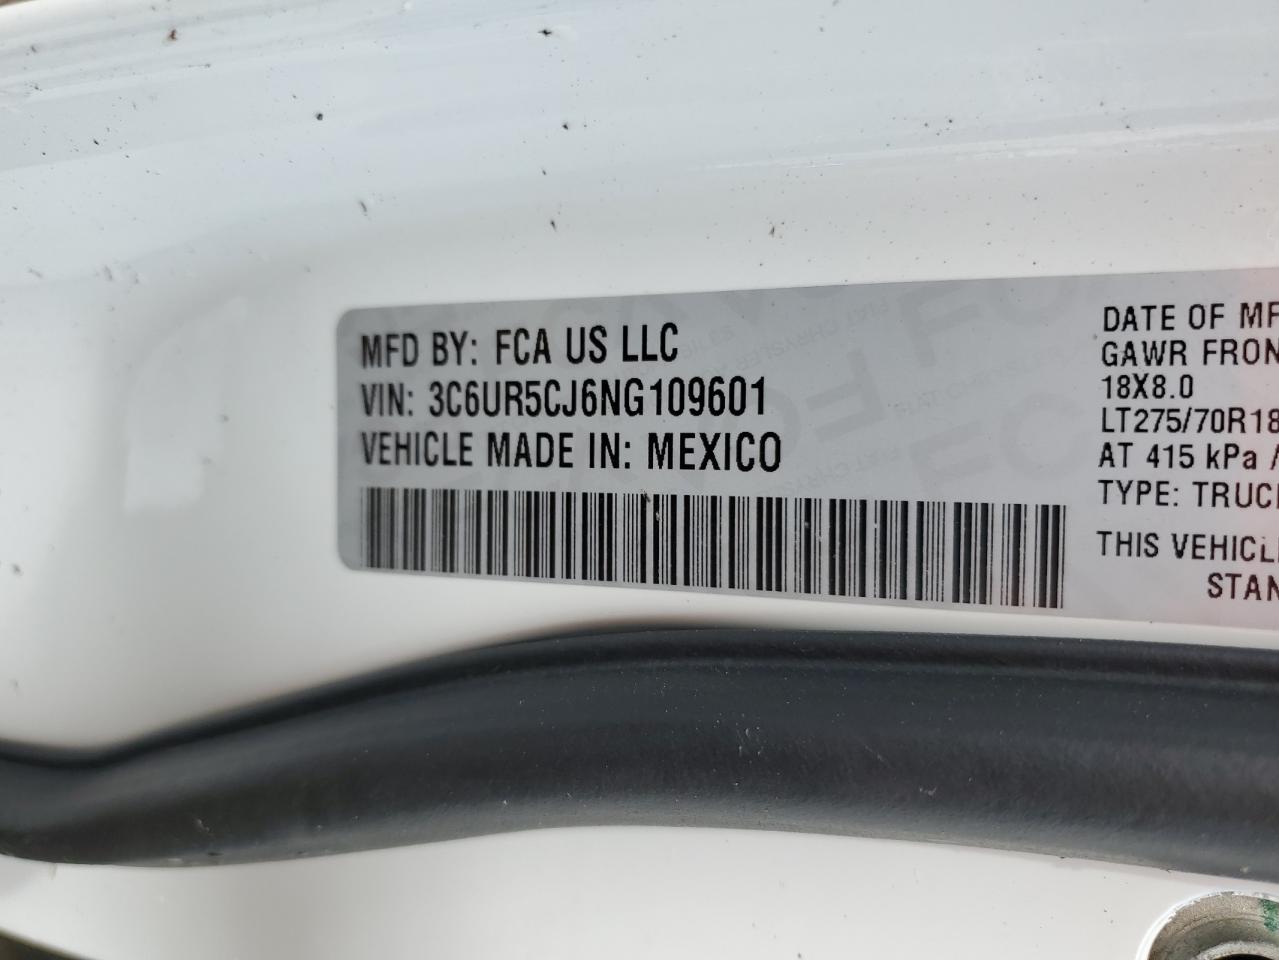 MFD BY: FCA US LLC
VIN: 3C6UR5CJ6NG109601
VEHICLE MADE IN: MEXICO
DATE OF MF
GAWR FRON
18X8.0
LT275/70R18
AT 415 kPa /
TYPE: TRUC
THIS VEHICL
STAN